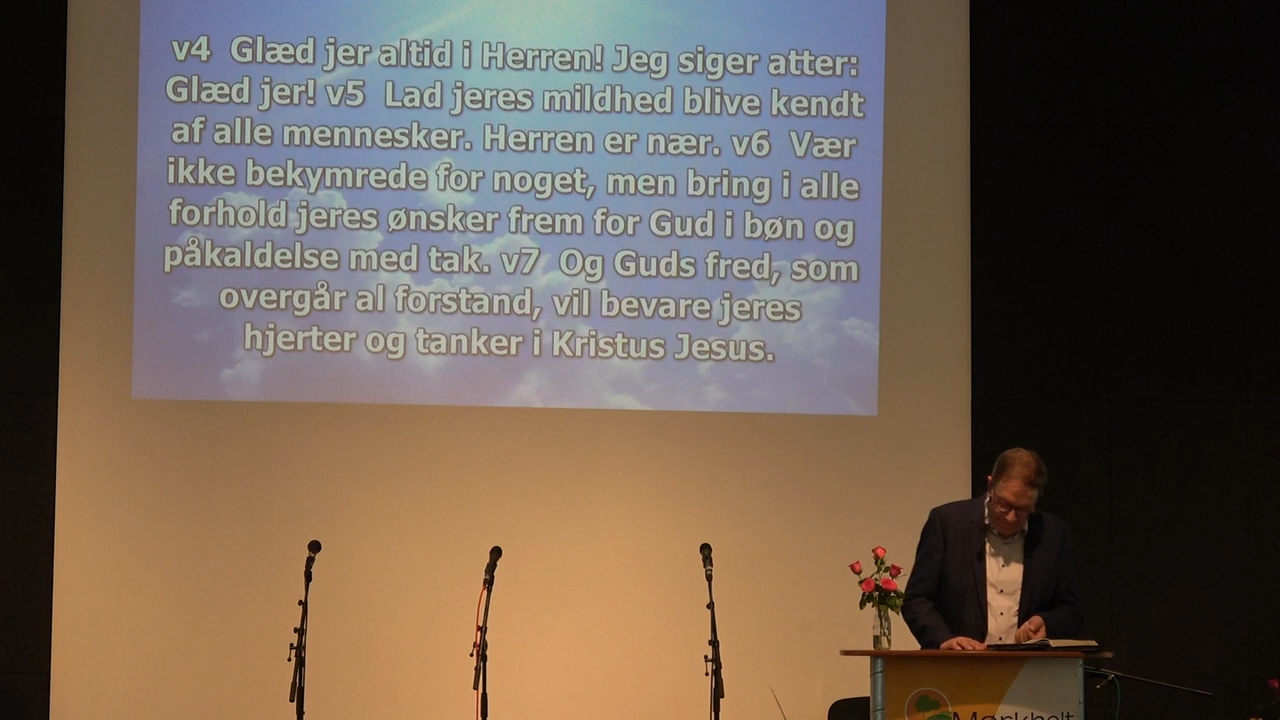 v4 Glæd jer altid i Herren! Jeg siger atter:
Glæd jer! v5 Lad jeres mildhed blive kendt
af alle mennesker. Herren er nær. v6 Vær
ikke bekymrede for noget, men bring i alle
forhold jeres ønsker frem for Gud i bøn og
påkaldelse med tak. v7 Og Guds fred, som
overgår al forstand, vil bevare jeres
hjerter og tanker i Kristus Jesus.
Mørkholt